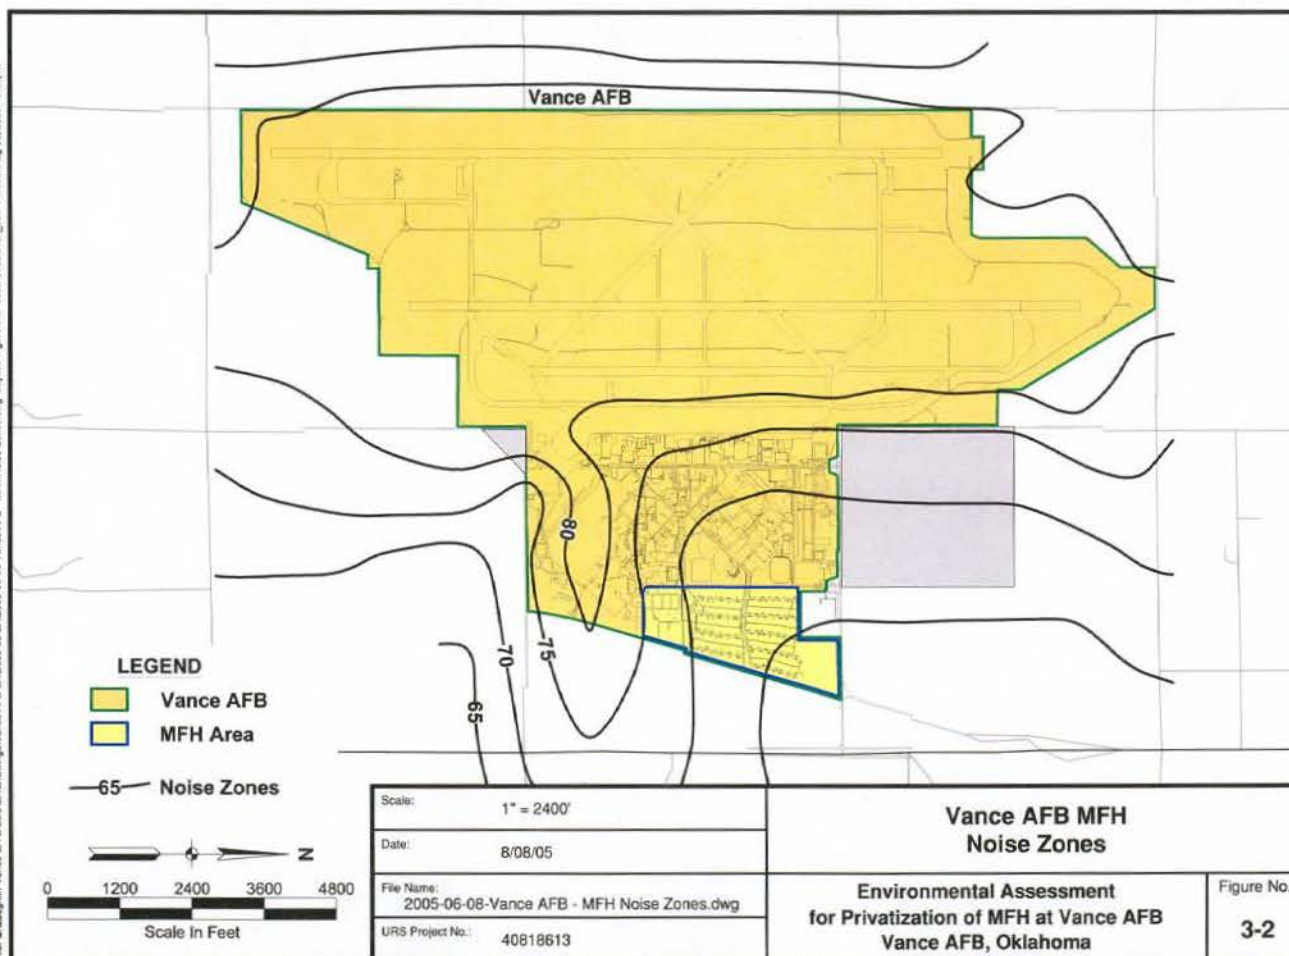 Vance AFB
80
75
70
65
LEGEND
Vance AFB
MFH Area
65 Noise Zones
N
0 1200 2400 3600 4800
Scale In Feet
Scale: 1" = 2400'
Date: 8/08/05
File Name: 2005-06-08-Vance AFB - MFH Noise Zones.dwg
URS Project No.: 40818613
Vance AFB MFH
Noise Zones
Environmental Assessment
for Privatization of MFH at Vance AFB
Vance AFB, Oklahoma
Figure No.
3-2